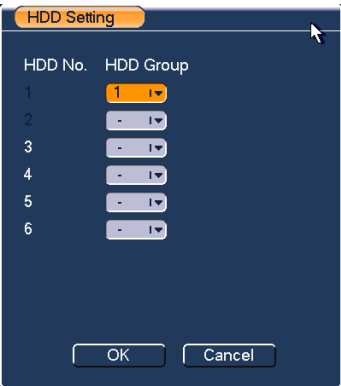 HDD Setting
HDD No. HDD Group
1 1
2 -
3 -
4 -
5 -
6 -
OK Cancel